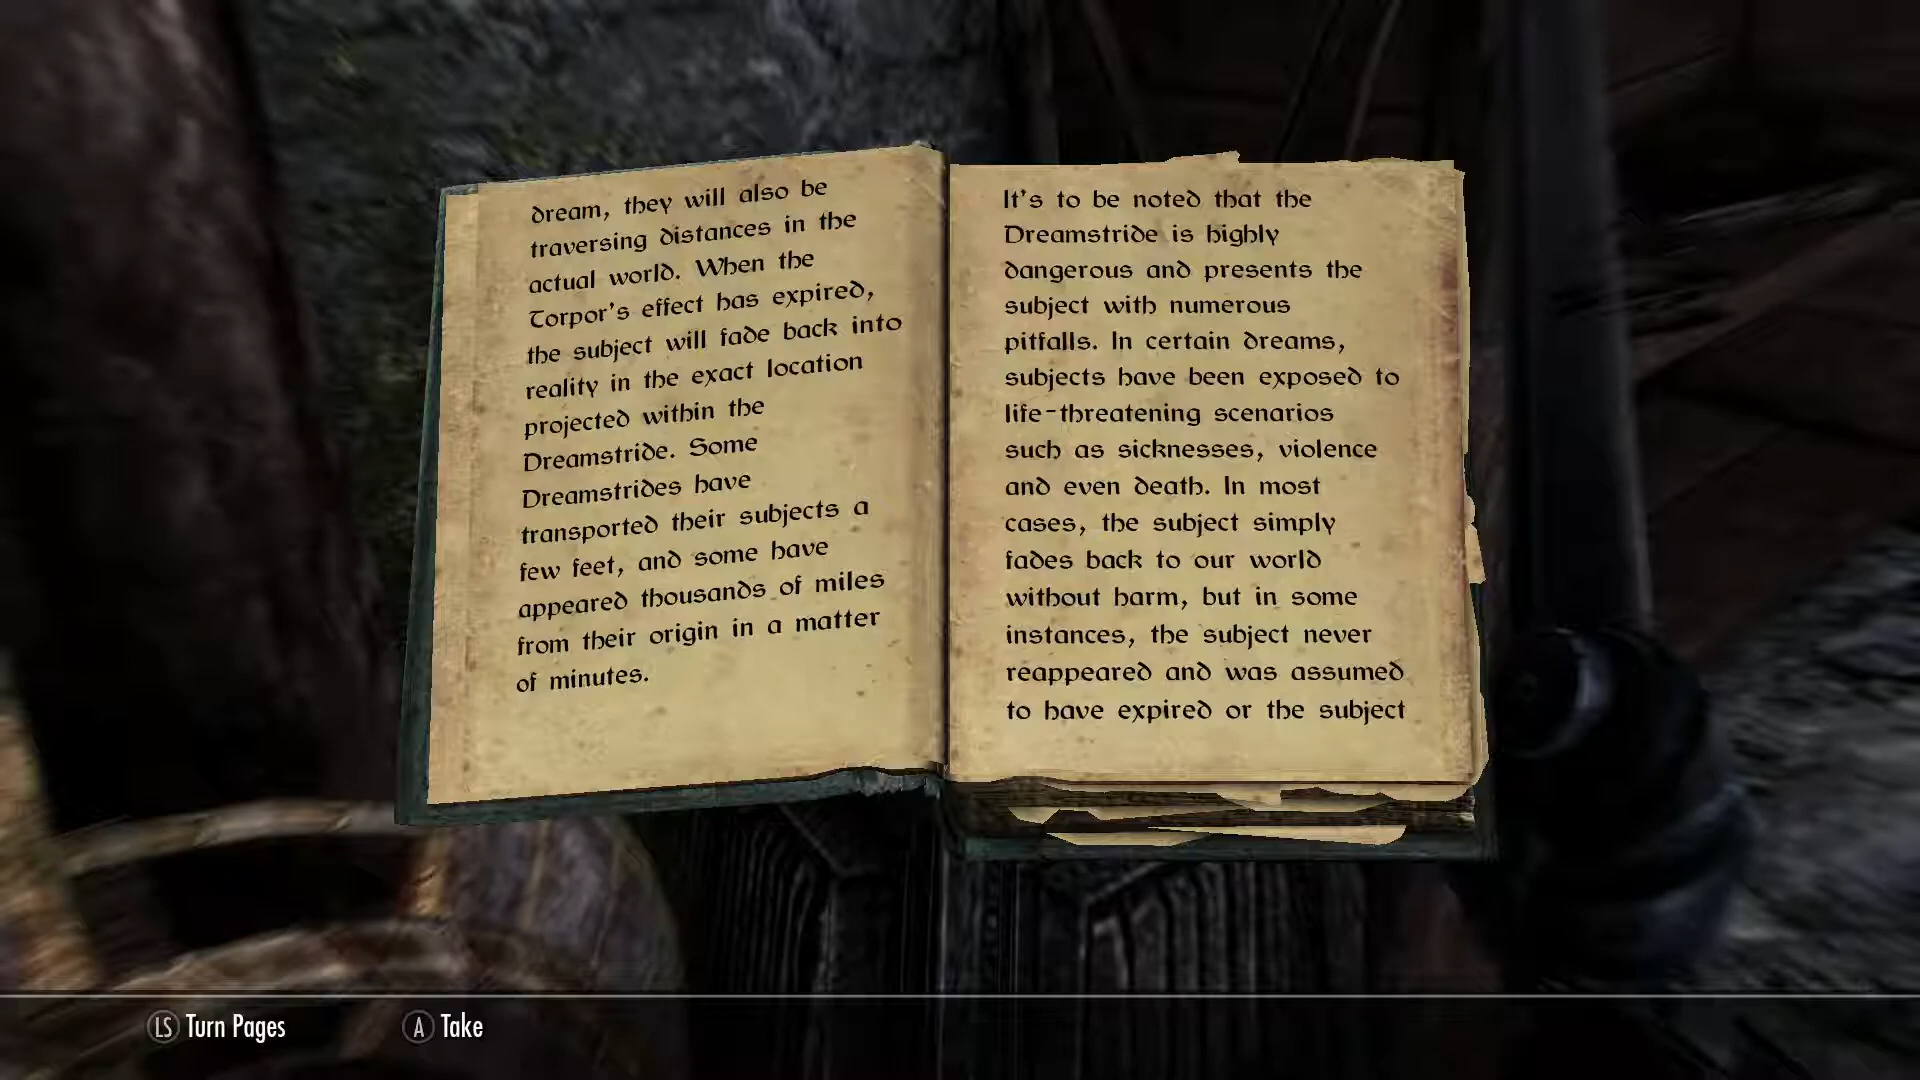 dream, they will also be
traversing distances in the
actual world. When the
Torpor's effect has expired,
the subject will fade back into
reality in the exact location
projected within the
Dreamstride. Some
Dreamstrides have
transported their subjects a
few feet, and some have
appeared thousands of miles
from their origin in a matter
of minutes.
It's to be noted that the
Dreamstride is highly
dangerous and presents the
subject with numerous
pitfalls. In certain dreams,
subjects have been exposed to
life-threatening scenarios
such as sicknesses, violence
and even death. In most
cases, the subject simply
fades back to our world
without harm, but in some
instances, the subject never
reappeared and was assumed
to have expired or the subject
LS Turn Pages
A Take